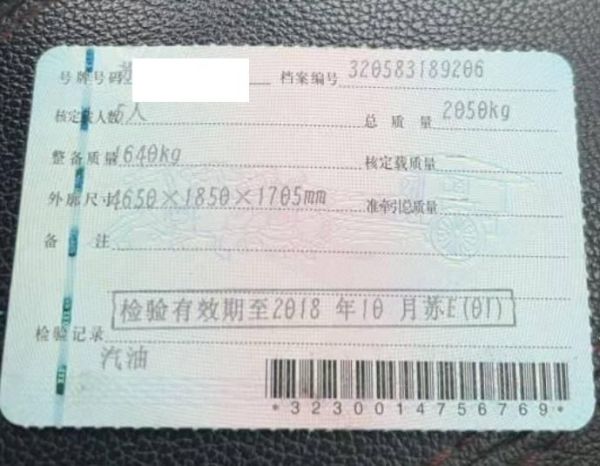 号牌号码 苏 档案编号 320583189206
核定载人数 5人 总质量 2050kg
整备质量 1640kg 核定载质量
外廓尺寸 4650×1850×1705mm 准牵引总质量
备注
检验有效期至2018年10月苏E(01)
检验记录
汽油
*3230014756769*